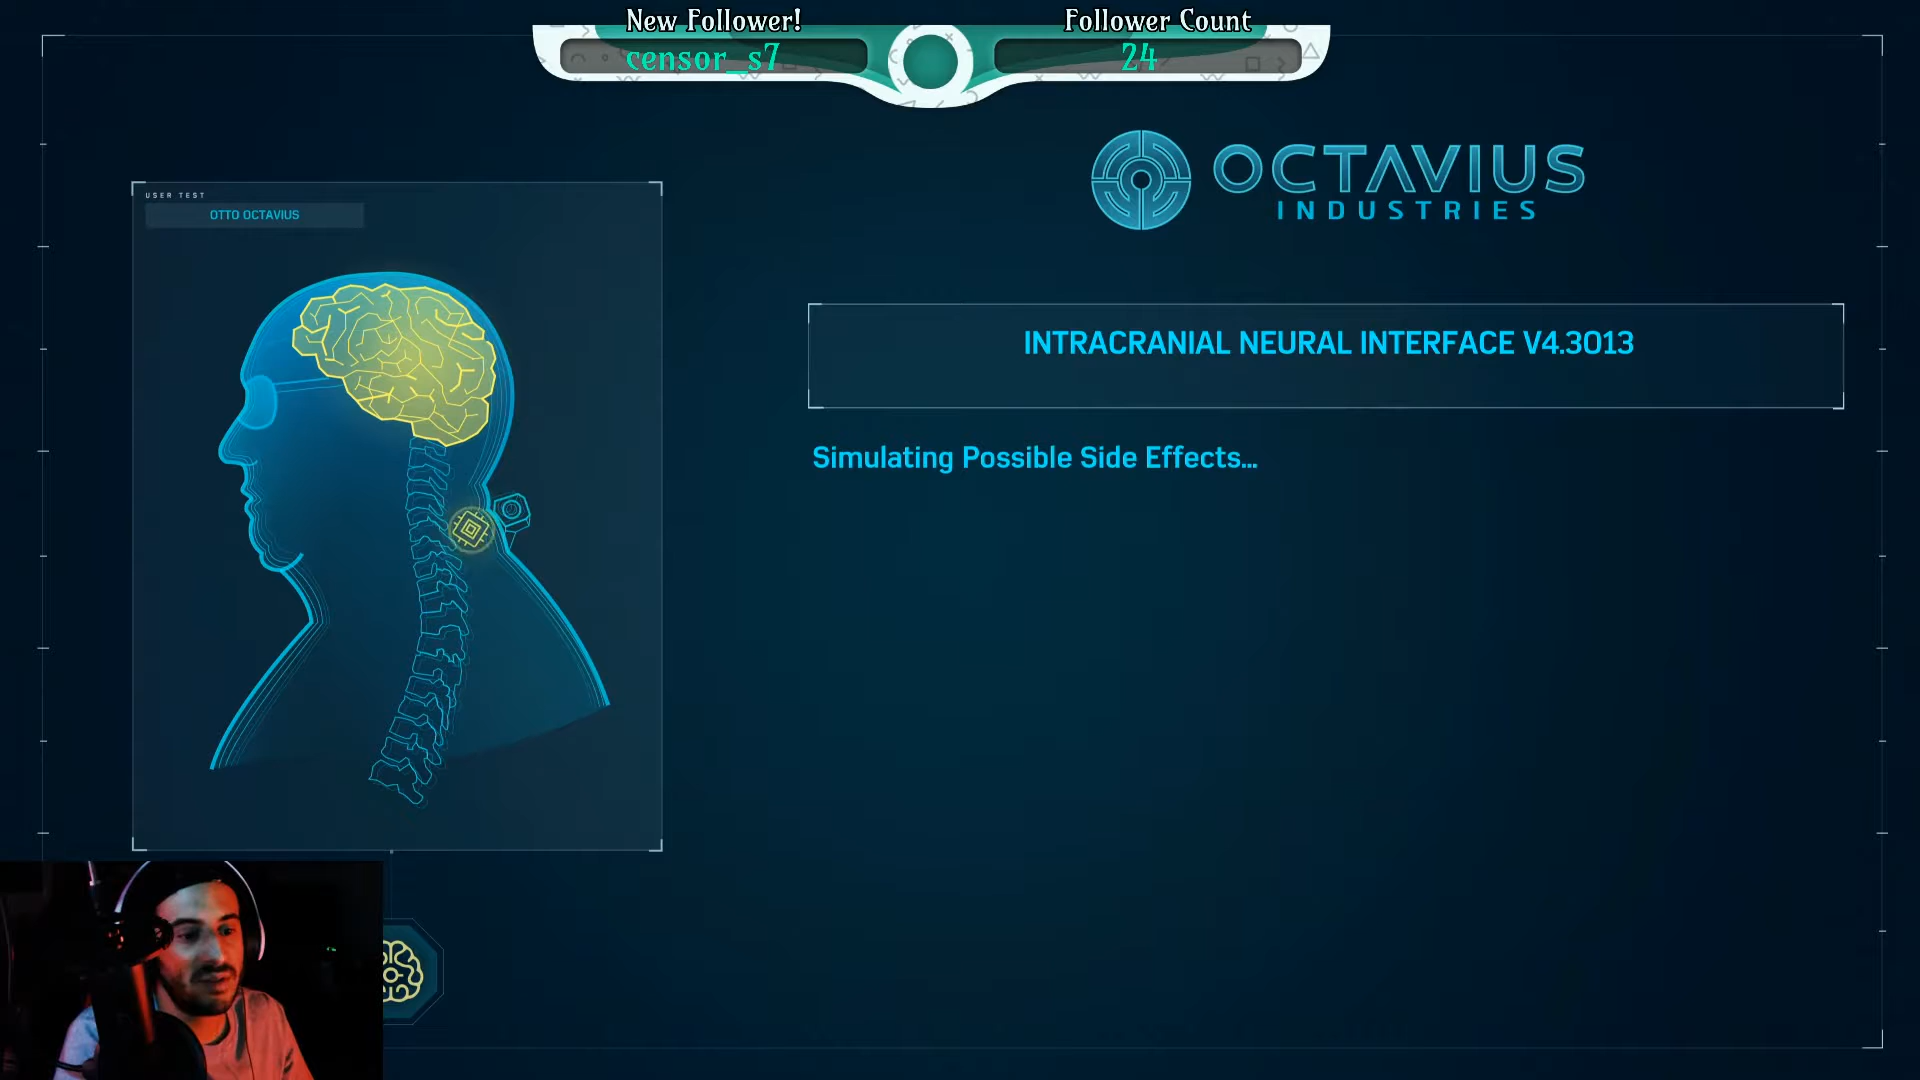 New Follower!
censor_s7
Follower Count
24
OCTAVIUS
INDUSTRIES
USER TEST
OTTO OCTAVIUS
INTRACRANIAL NEURAL INTERFACE V4.3013
Simulating Possible Side Effects...